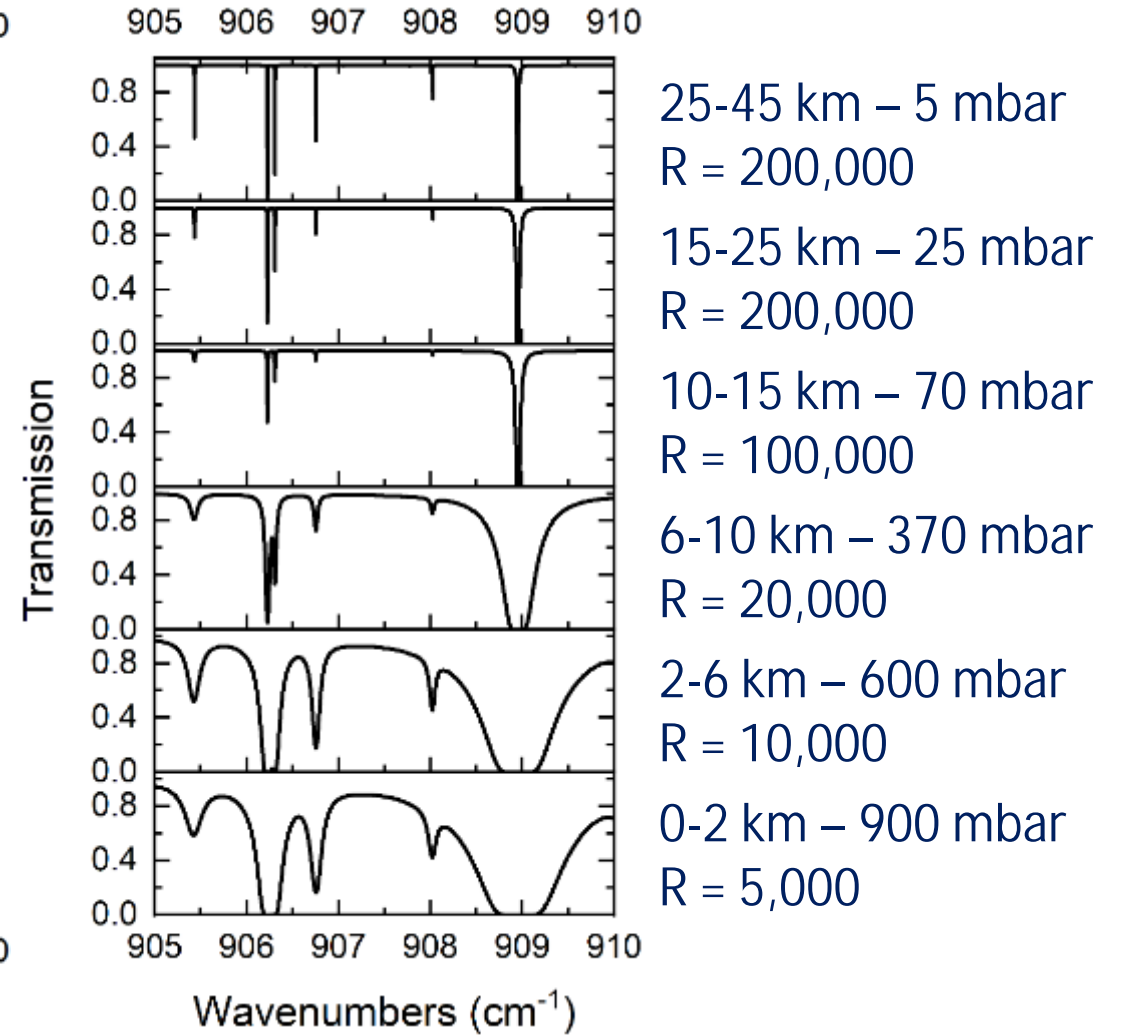 0
905 906 907 908 909 910
0.8
0.4
0.0
0.8
0.4
0.0
0.8
0.4
0.0
0.8
0.4
0.0
0.8
0.4
0.0
0.8
0.4
0.0
Transmission
25-45 km – 5 mbar
R = 200,000
15-25 km – 25 mbar
R = 200,000
10-15 km – 70 mbar
R = 100,000
6-10 km – 370 mbar
R = 20,000
2-6 km – 600 mbar
R = 10,000
0-2 km – 900 mbar
R = 5,000
0
905 906 907 908 909 910
Wavenumbers (cm⁻¹)